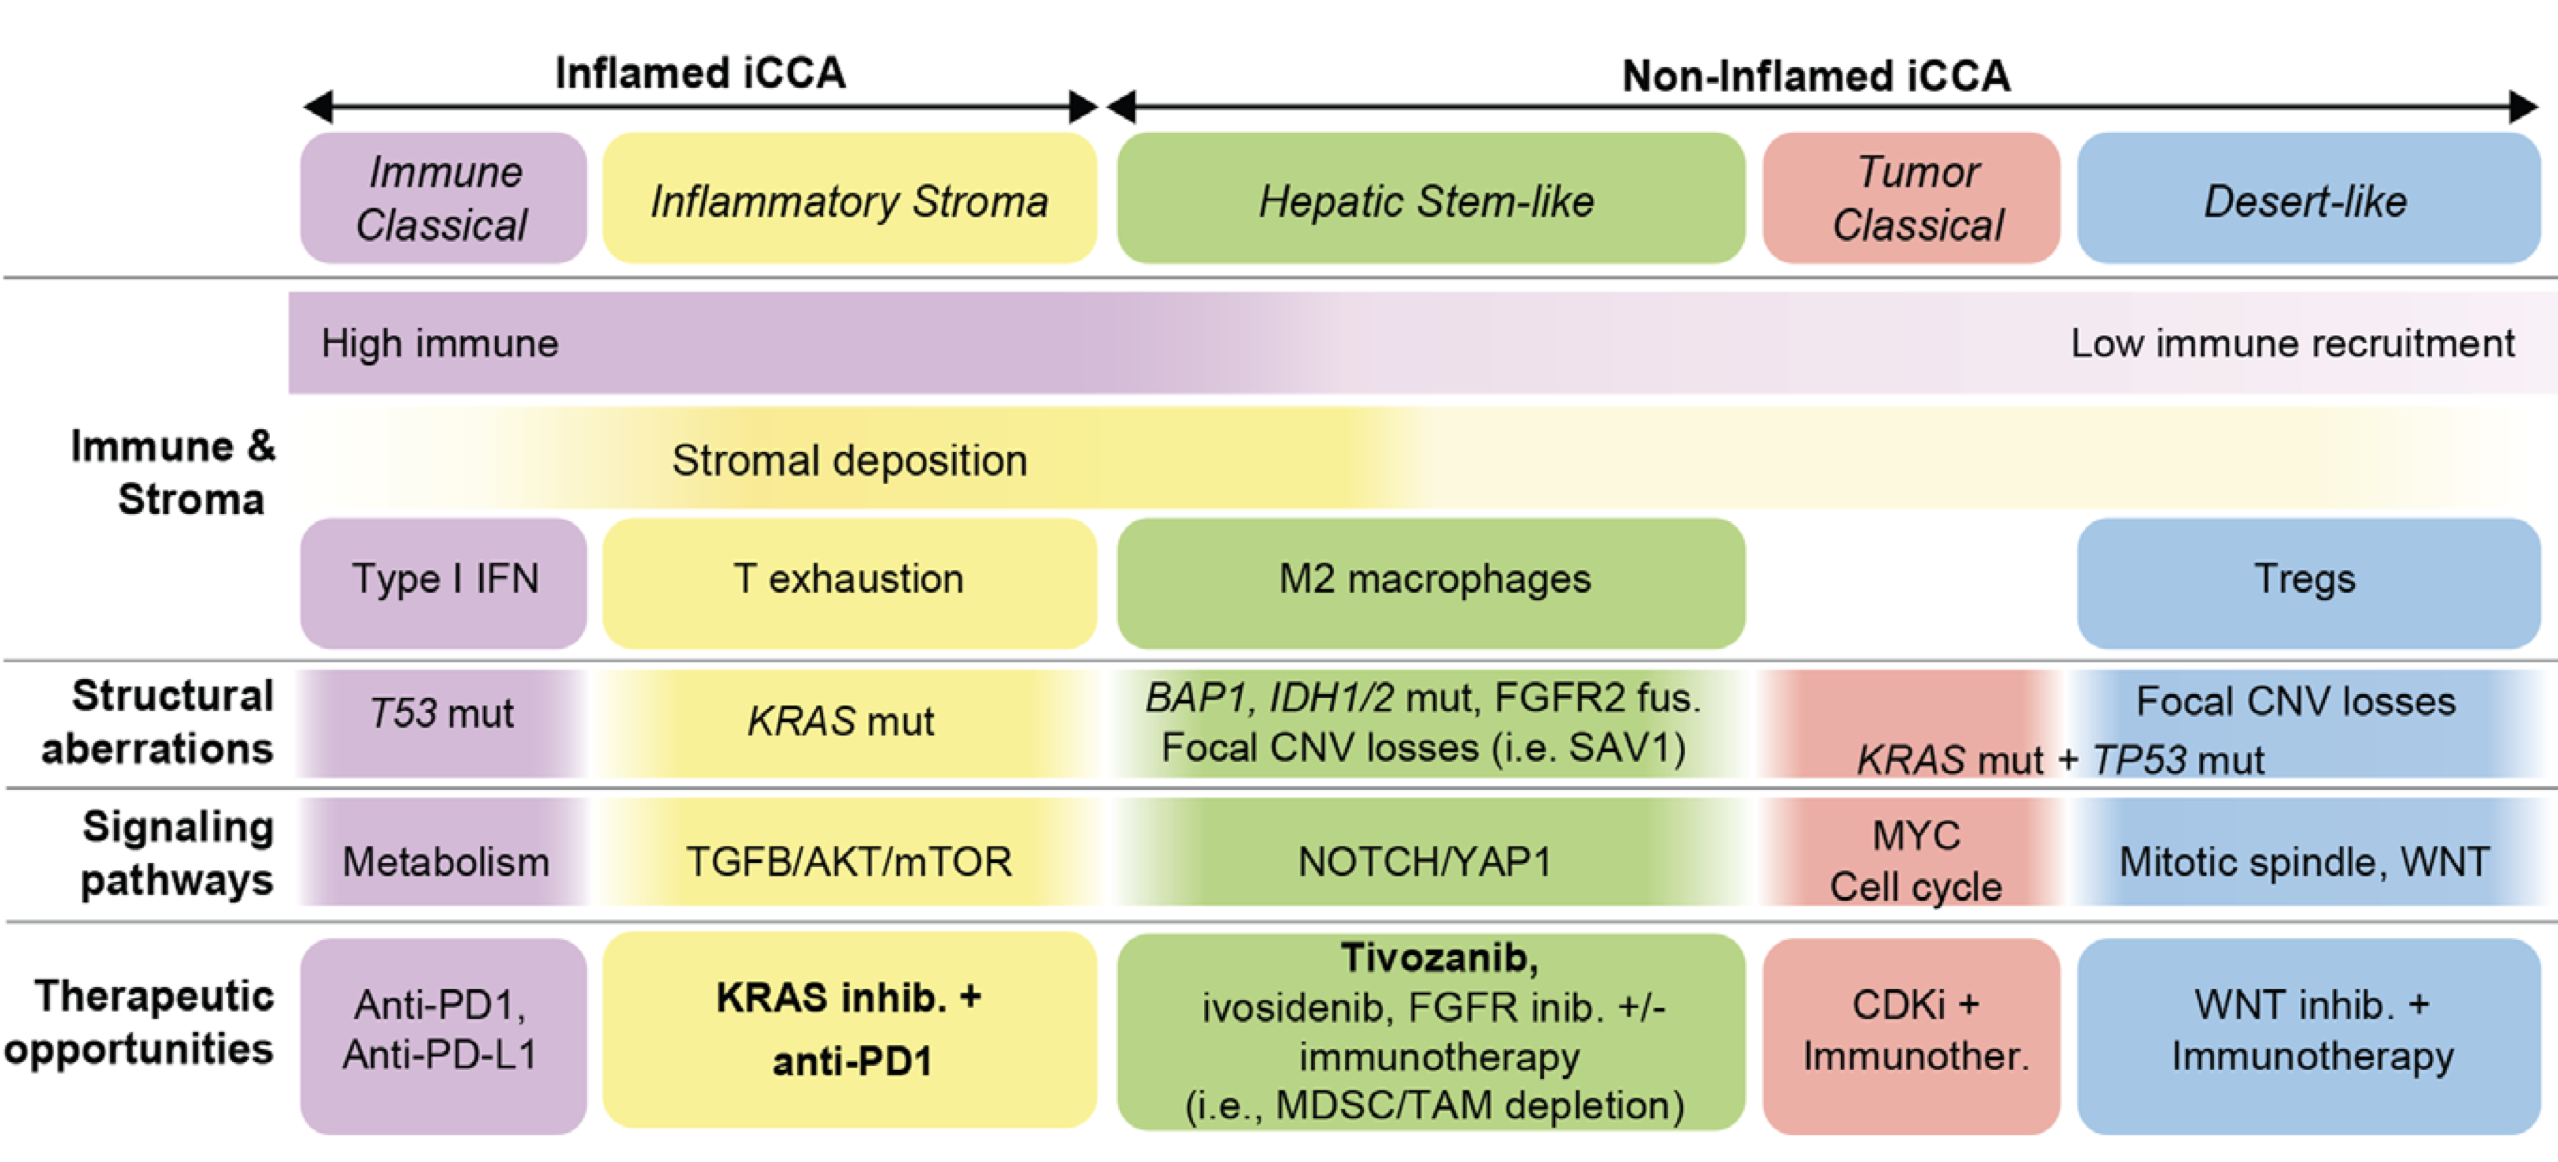 Inflamed iCCA
Non-Inflamed iCCA
Immune
Classical
Inflammatory Stroma
Hepatic Stem-like
Tumor
Classical
Desert-like
Immune &
Stroma
High immune
Low immune recruitment
Stromal deposition
Type I IFN
T exhaustion
M2 macrophages
Tregs
Structural
aberrations
T53 mut
KRAS mut
BAP1, IDH1/2 mut, FGFR2 fus.
Focal CNV losses (i.e. SAV1)
Focal CNV losses
KRAS mut + TP53 mut
Signaling
pathways
Metabolism
TGFB/AKT/mTOR
NOTCH/YAP1
MYC
Cell cycle
Mitotic spindle, WNT
Therapeutic
opportunities
Anti-PD1,
Anti-PD-L1
KRAS inhib. +
anti-PD1
Tivozanib,
ivosidenib, FGFR inib. +/-
immunotherapy
(i.e., MDSC/TAM depletion)
CDKi +
Immunother.
WNT inhib. +
Immunotherapy